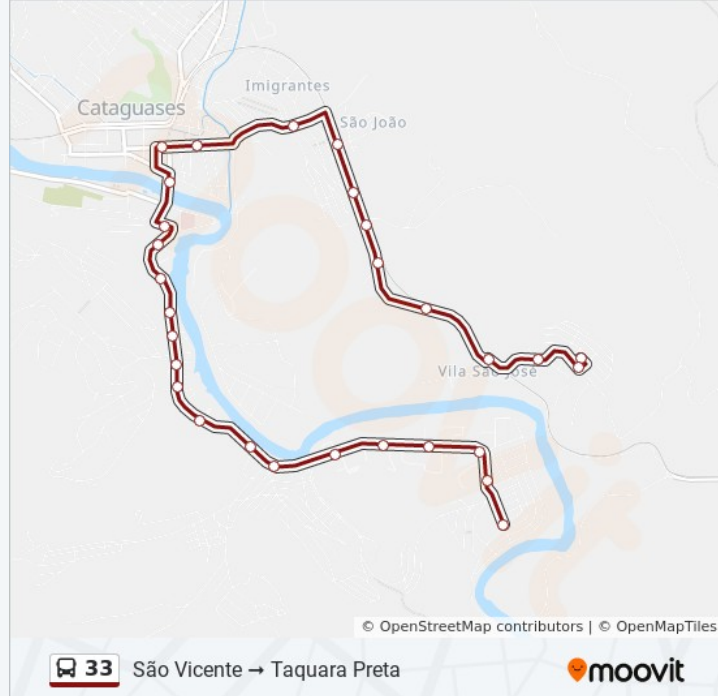 Imigrantes
Cataguases
São João
Vila São José
© OpenStreetMap contributors | © OpenMapTiles
33 São Vicente → Taquara Preta
moovit